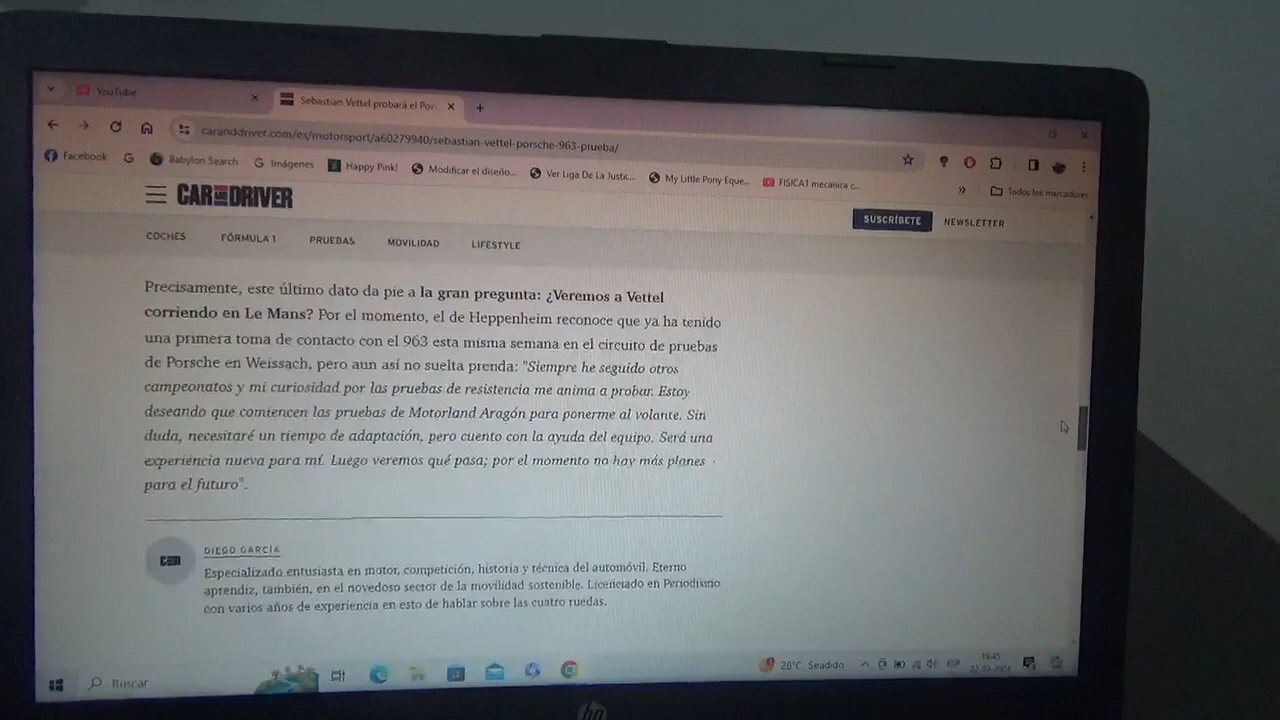 YouTube
Sebastian Vettel probará el Por
caranddriver.com/es/motorsport/a60279940/sebastian-vettel-porsche-963-prueba/
Facebook
Babylon Search
Imágenes
Happy Pink!
Modificar el diseño...
Ver Liga De La Justic...
My Little Pony Eque...
FISICA1 mecanica c...
»
Todos los marcadores
CAR AND DRIVER
SUSCRÍBETE
NEWSLETTER
COCHES
FÓRMULA 1
PRUEBAS
MOVILIDAD
LIFESTYLE
Precisamente, este último dato da pie a la gran pregunta: ¿Veremos a Vettel
corriendo en Le Mans? Por el momento, el de Heppenheim reconoce que ya ha tenido
una primera toma de contacto con el 963 esta misma semana en el circuito de pruebas
de Porsche en Weissach, pero aun así no suelta prenda: "Siempre he seguido otros
campeonatos y mi curiosidad por las pruebas de resistencia me anima a probar. Estoy
deseando que comiencen las pruebas de Motorland Aragón para ponerme al volante. Sin
duda, necesitaré un tiempo de adaptación, pero cuento con la ayuda del equipo. Será una
experiencia nueva para mí. Luego veremos qué pasa; por el momento no hay más planes
para el futuro".
DIEGO GARCÍA
Especializado entusiasta en motor, competición, historia y técnica del automóvil. Eterno
aprendiz, también, en el novedoso sector de la movilidad sostenible. Licenciado en Periodismo
con varios años de experiencia en esto de hablar sobre las cuatro ruedas.
Buscar
28°C Soleado
ESP
19:45
hp